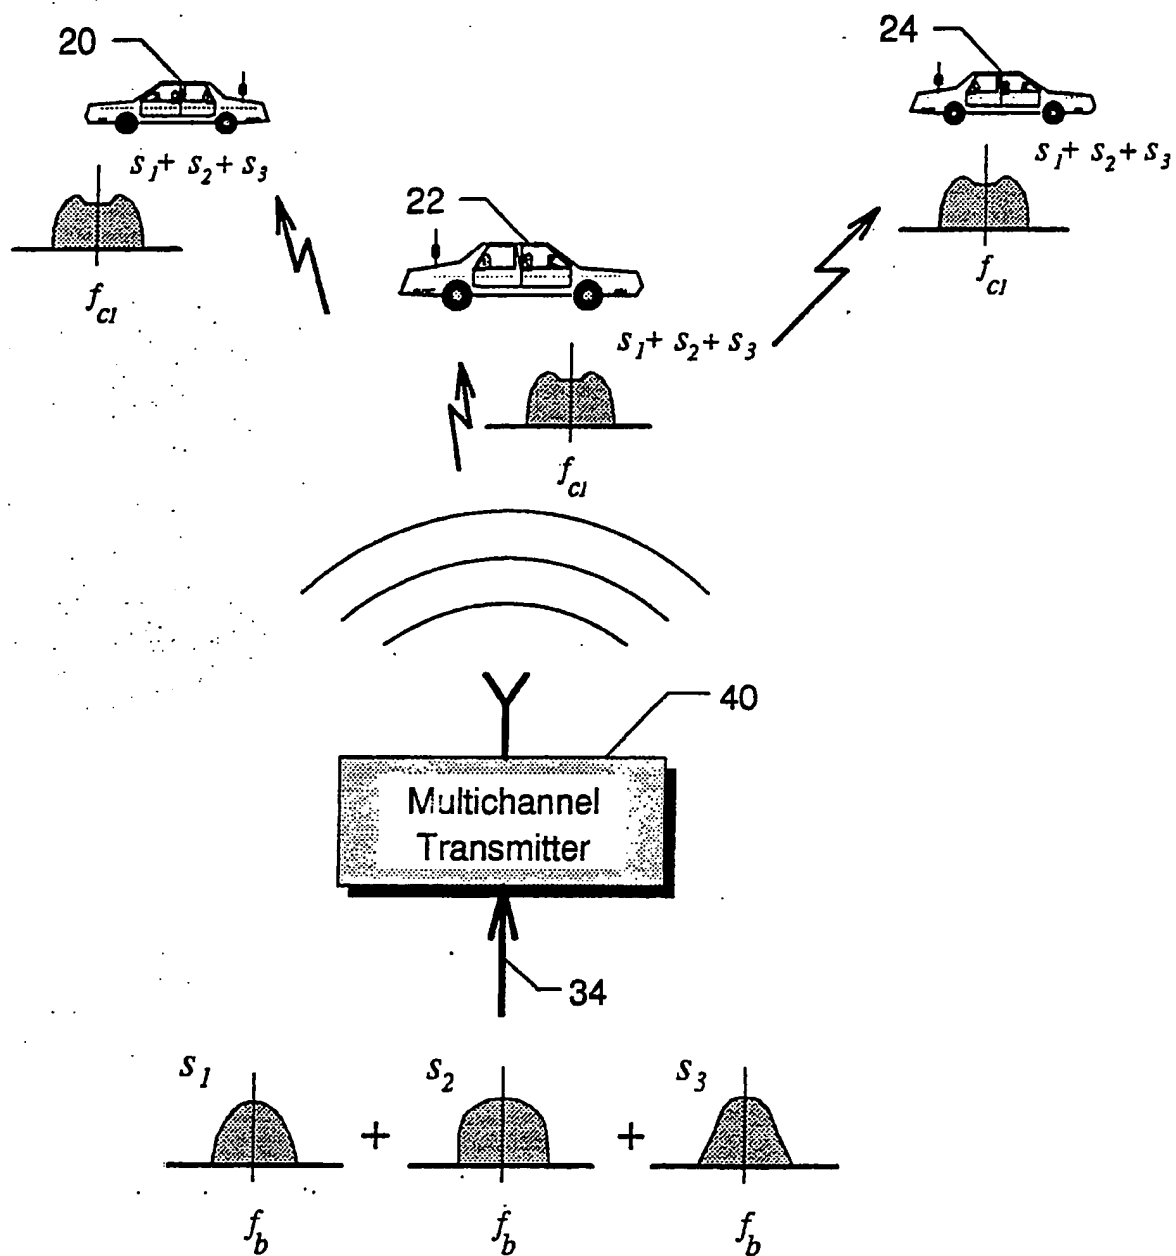 20
24
s1+ s2+ s3
s1+ s2+ s3
22
fc1
fc1
s1+ s2+ s3
fc1
40
Multichannel
Transmitter
34
s1
s2
s3
+
+
fb
fb
fb